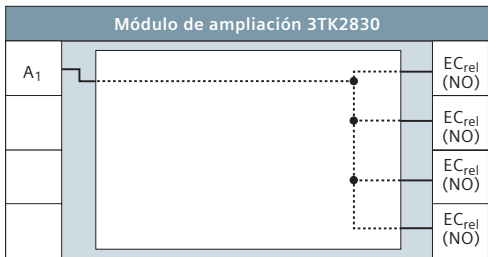 Módulo de ampliación 3TK2830
A1
ECrel
(NO)
ECrel
(NO)
ECrel
(NO)
ECrel
(NO)